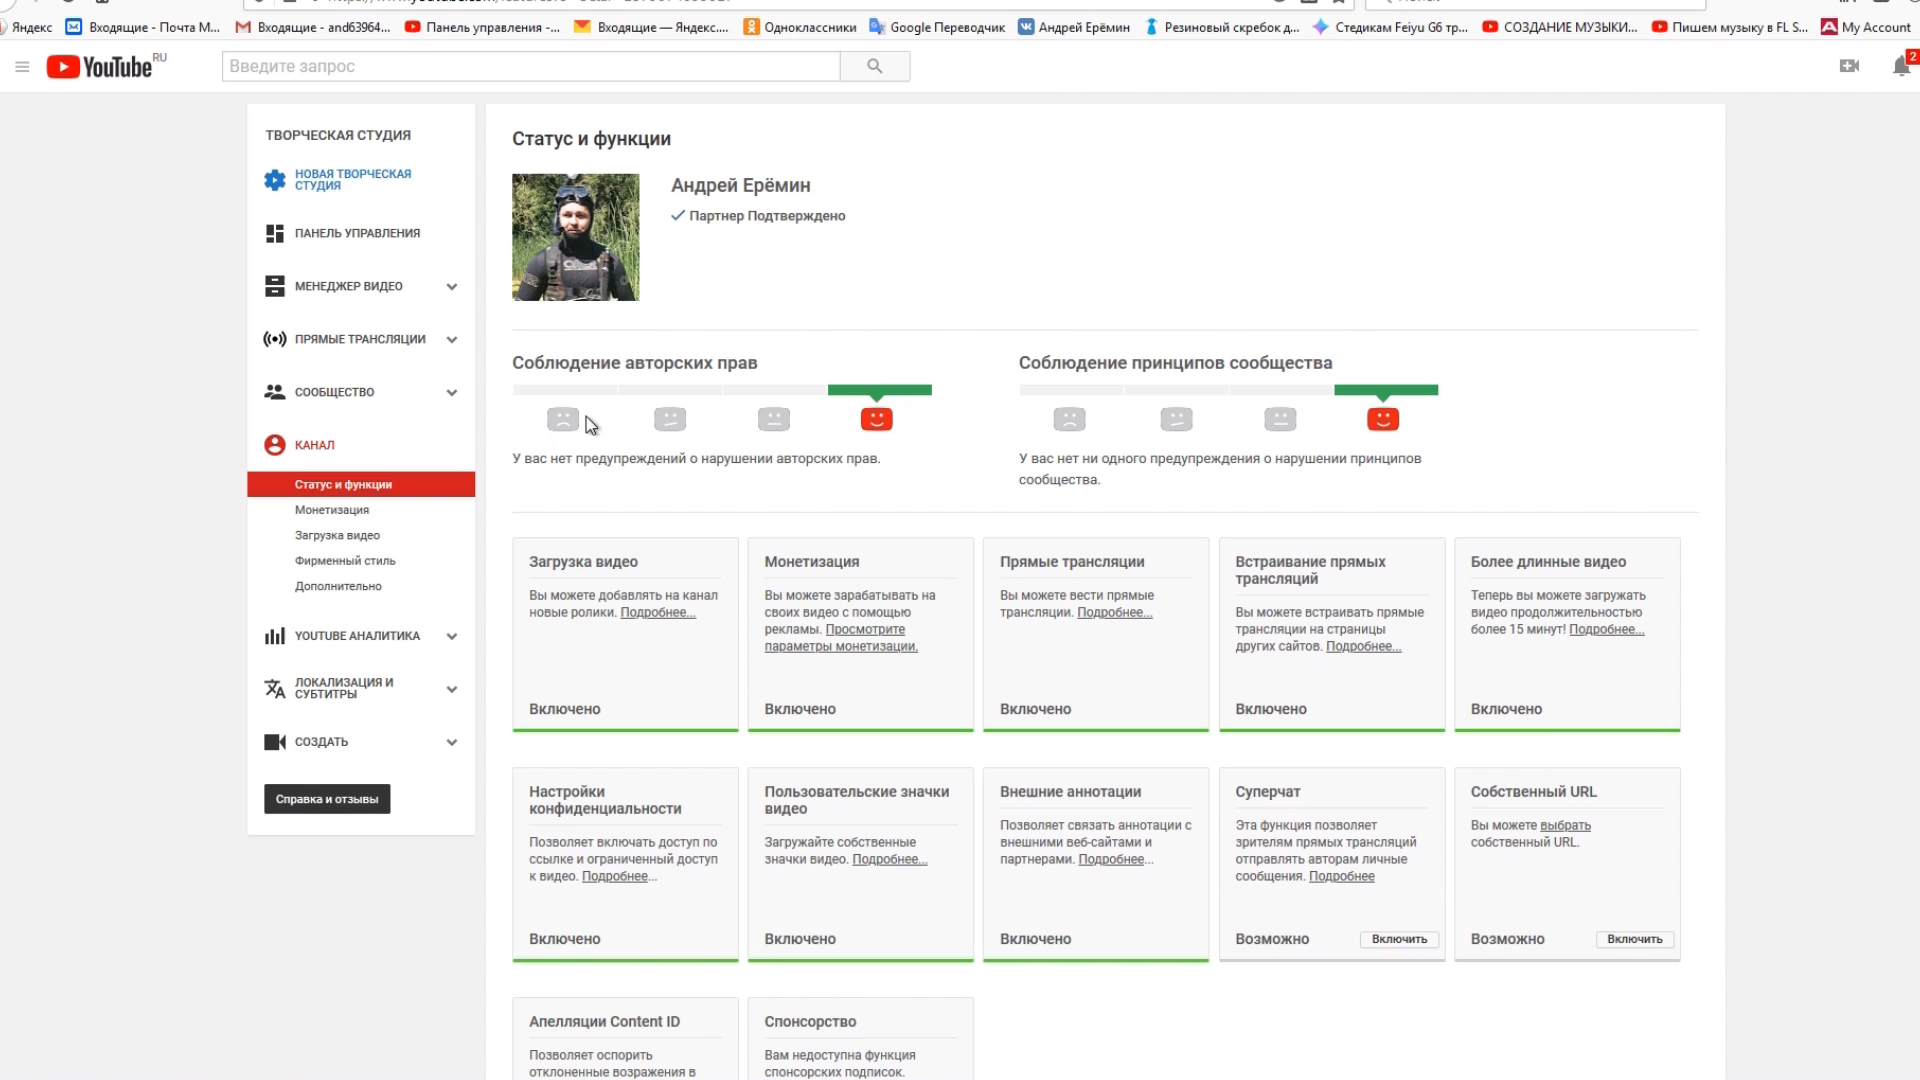 Яндекс
Входящие - Почта M...
Входящие - and63964...
Панель управления -...
Входящие — Яндекс....
Одноклассники
Google Переводчик
Андрей Ерёмин
Резиновый скребок д...
Стедикам Feiyu G6 тр...
СОЗДАНИЕ МУЗЫКИ...
Пишем музыку в FL S...
My Account
YouTube RU
Введите запрос
2
ТВОРЧЕСКАЯ СТУДИЯ
НОВАЯ ТВОРЧЕСКАЯ
СТУДИЯ
ПАНЕЛЬ УПРАВЛЕНИЯ
МЕНЕДЖЕР ВИДЕО
ПРЯМЫЕ ТРАНСЛЯЦИИ
СООБЩЕСТВО
КАНАЛ
Статус и функции
Монетизация
Загрузка видео
Фирменный стиль
Дополнительно
YOUTUBE АНАЛИТИКА
ЛОКАЛИЗАЦИЯ И
СУБТИТРЫ
СОЗДАТЬ
Справка и отзывы
Статус и функции
Андрей Ерёмин
Партнер Подтверждено
Соблюдение авторских прав
У вас нет предупреждений о нарушении авторских прав.
Соблюдение принципов сообщества
У вас нет ни одного предупреждения о нарушении принципов
сообщества.
Загрузка видео
Вы можете добавлять на канал
новые ролики. Подробнее...
Включено
Монетизация
Вы можете зарабатывать на
своих видео с помощью
рекламы. Просмотрите
параметры монетизации.
Включено
Прямые трансляции
Вы можете вести прямые
трансляции. Подробнее...
Включено
Встраивание прямых
трансляций
Вы можете встраивать прямые
трансляции на страницы
других сайтов. Подробнее...
Включено
Более длинные видео
Теперь вы можете загружать
видео продолжительностью
более 15 минут! Подробнее...
Включено
Настройки
конфиденциальности
Позволяет включать доступ по
ссылке и ограниченный доступ
к видео. Подробнее...
Включено
Пользовательские значки
видео
Загружайте собственные
значки видео. Подробнее...
Включено
Внешние аннотации
Позволяет связать аннотации с
внешними веб-сайтами и
партнерами. Подробнее...
Включено
Суперчат
Эта функция позволяет
зрителям прямых трансляций
отправлять авторам личные
сообщения. Подробнее
Возможно
Включить
Собственный URL
Вы можете выбрать
собственный URL.
Возможно
Включить
Апелляции Content ID
Позволяет оспорить
отклоненные возражения в
Спонсорство
Вам недоступна функция
спонсорских подписок.